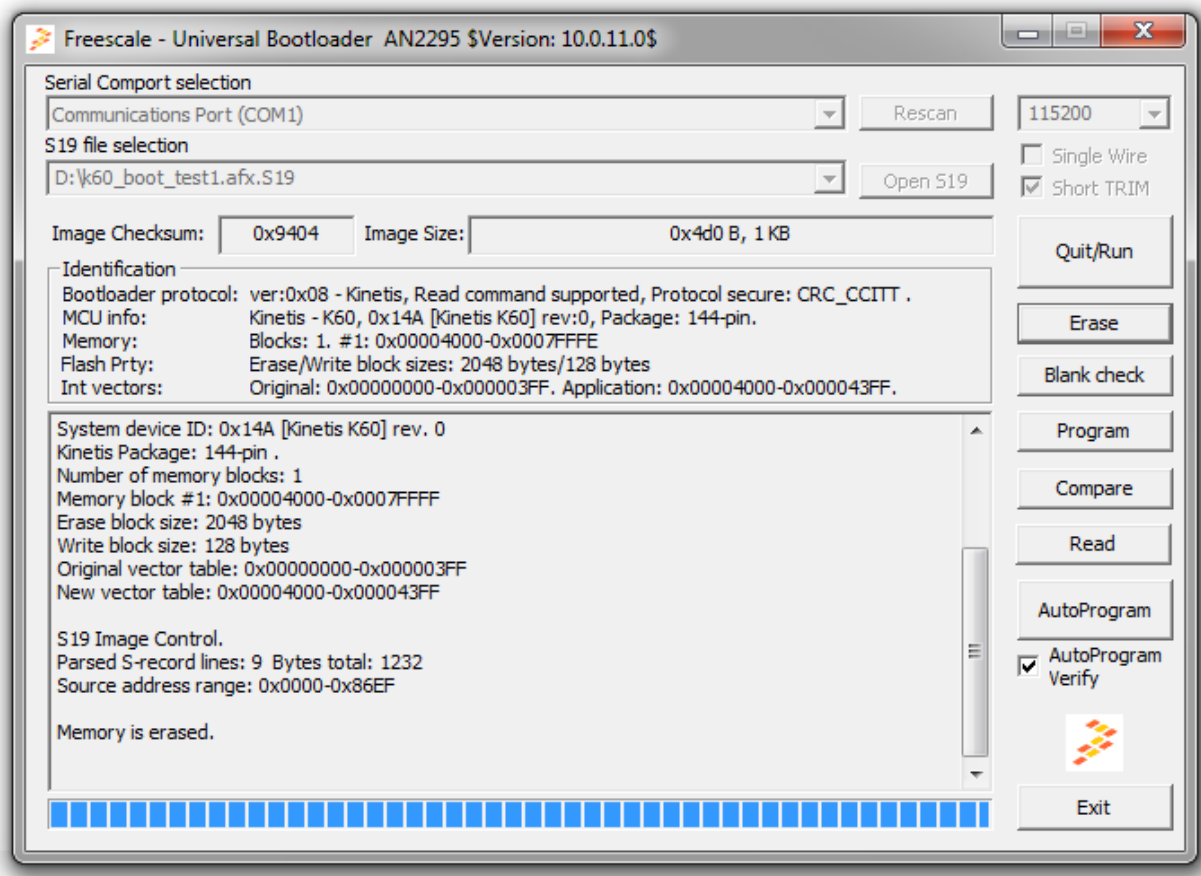 Freescale - Universal Bootloader AN2295 $Version: 10.0.11.0$
Serial Comport selection
Communications Port (COM1)
Rescan
115200
S19 file selection
Single Wire
D:\k60_boot_test1.afx.S19
Open S19
Short TRIM
Image Checksum: 0x9404 Image Size: 0x4d0 B, 1 KB
Quit/Run
Identification
Bootloader protocol: ver:0x08 - Kinetis, Read command supported, Protocol secure: CRC_CCITT .
MCU info: Kinetis - K60, 0x14A [Kinetis K60] rev:0, Package: 144-pin.
Memory: Blocks: 1. #1: 0x00004000-0x0007FFFE
Flash Prty: Erase/Write block sizes: 2048 bytes/128 bytes
Int vectors: Original: 0x00000000-0x000003FF. Application: 0x00004000-0x000043FF.
Erase
Blank check
System device ID: 0x14A [Kinetis K60] rev. 0
Kinetis Package: 144-pin .
Number of memory blocks: 1
Memory block #1: 0x00004000-0x0007FFFF
Erase block size: 2048 bytes
Write block size: 128 bytes
Original vector table: 0x00000000-0x000003FF
New vector table: 0x00004000-0x000043FF
S19 Image Control.
Parsed S-record lines: 9 Bytes total: 1232
Source address range: 0x0000-0x86EF
Memory is erased.
Program
Compare
Read
AutoProgram
AutoProgram
Verify
Exit